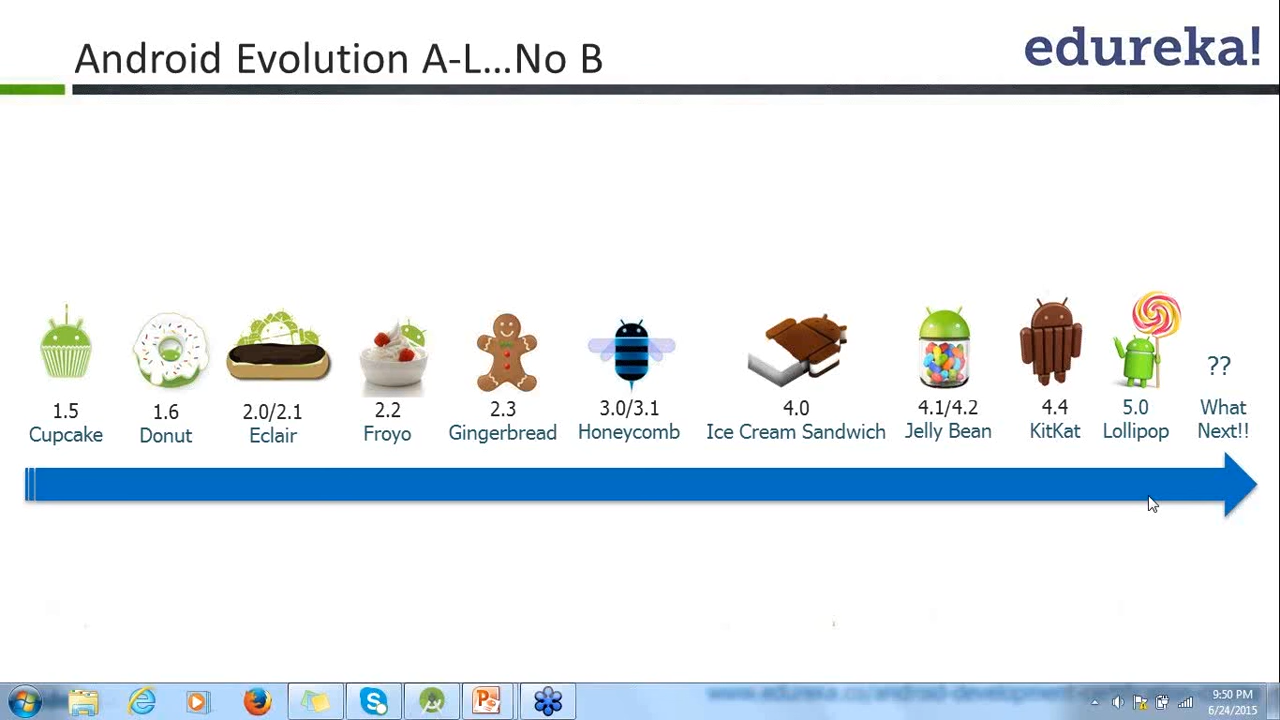 Android Evolution A-L...No B
edureka!
??
1.5 1.6 2.0/2.1 2.2 2.3 3.0/3.1 4.0 4.1/4.2 4.4 5.0 What
Cupcake Donut Eclair Froyo Gingerbread Honeycomb Ice Cream Sandwich Jelly Bean KitKat Lollipop Next!!
9:50 PM
6/24/2015